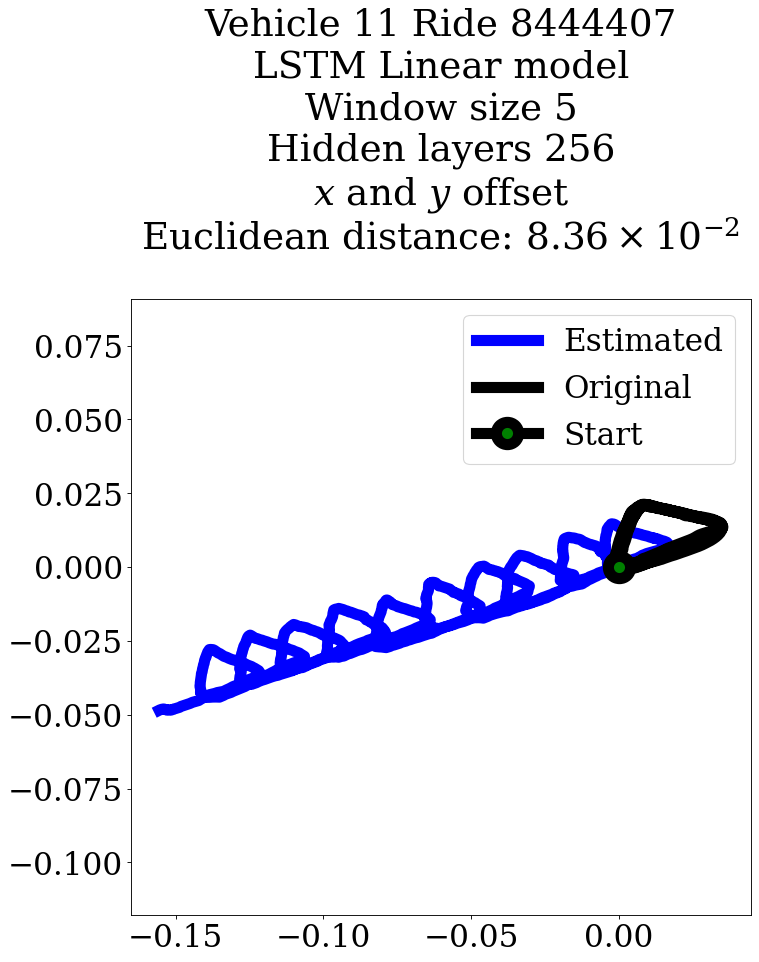 Vehicle 11 Ride 8444407
LSTM Linear model
Window size 5
Hidden layers 256
x and y offset
Euclidean distance: 8.36 × 10⁻²
Estimated
Original
Start
0.075
0.050
0.025
0.000
−0.025
−0.050
−0.075
−0.100
−0.15 −0.10 −0.05 0.00